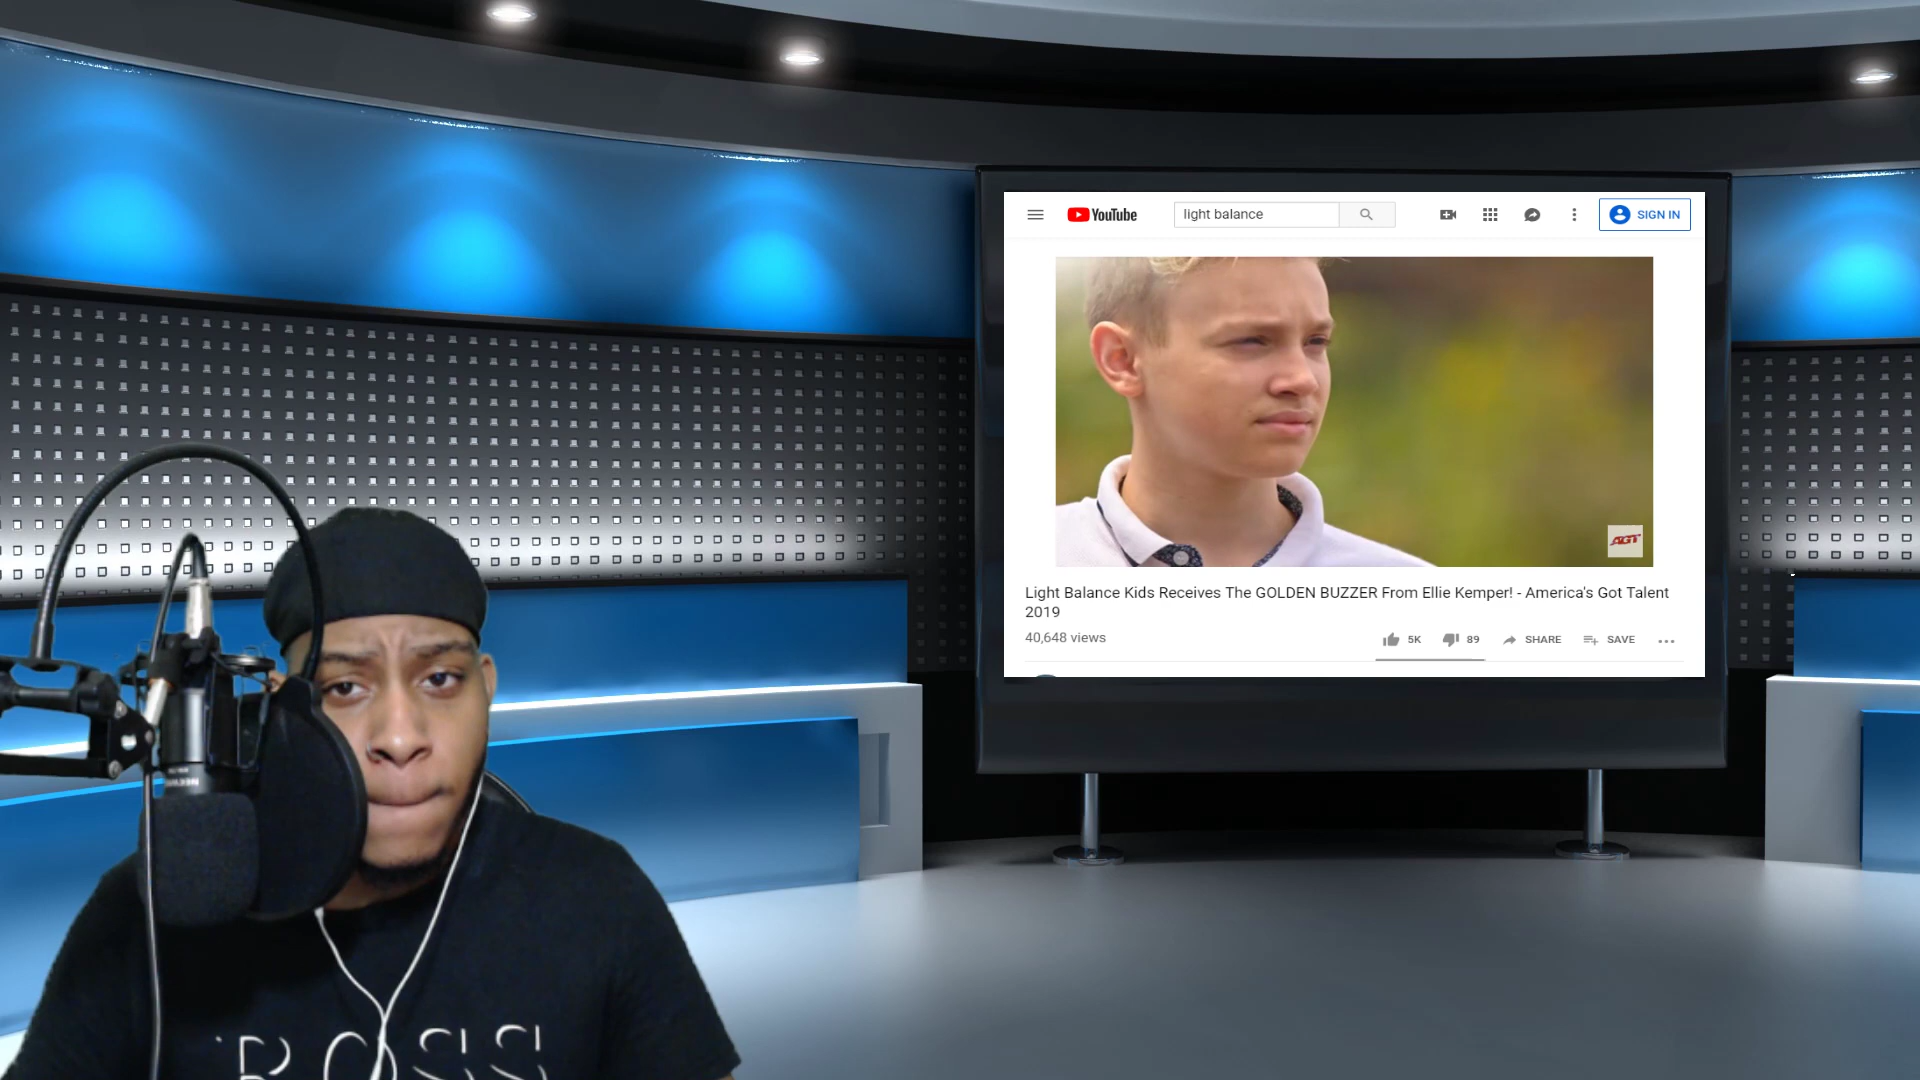 YouTube
light balance
SIGN IN
AGT
Light Balance Kids Receives The GOLDEN BUZZER From Ellie Kemper! - America's Got Talent
2019
40,648 views
5K
89
SHARE
SAVE
BOSS